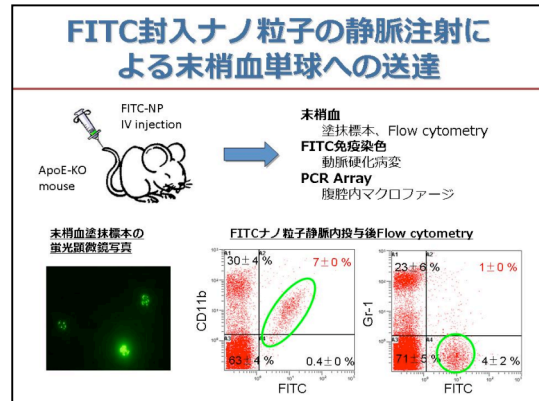 FITC封入ナノ粒子の静脈注射に
よる末梢血単球への送達
FITC-NP
IV injection
ApoE-KO
mouse
末梢血
塗抹標本、Flow cytometry
FITC免疫染色
動脈硬化病変
PCR Array
腹腔内マクロファージ
末梢血塗抹標本の
蛍光顕微鏡写真
FITCナノ粒子静脈内投与後Flow cytometry
A1 A2
30±4 % 7±0 %
CD11b
63±4 % 0.4±0 %
FITC
A1 A2
23±6 % 1±0 %
Gr-1
A4
71±5 % 4±2 %
FITC